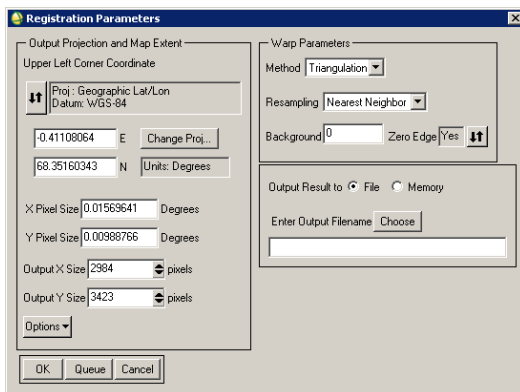 Registration Parameters
Output Projection and Map Extent
Upper Left Corner Coordinate
Proj : Geographic Lat/Lon
Datum: WGS-84
-0.41108064 E Change Proj...
68.35160343 N Units: Degrees
X Pixel Size 0.01569641 Degrees
Y Pixel Size 0.00988766 Degrees
Output X Size 2984 pixels
Output Y Size 3423 pixels
Options
OK Queue Cancel
Warp Parameters
Method Triangulation
Resampling Nearest Neighbor
Background 0 Zero Edge Yes
Output Result to File Memory
Enter Output Filename Choose